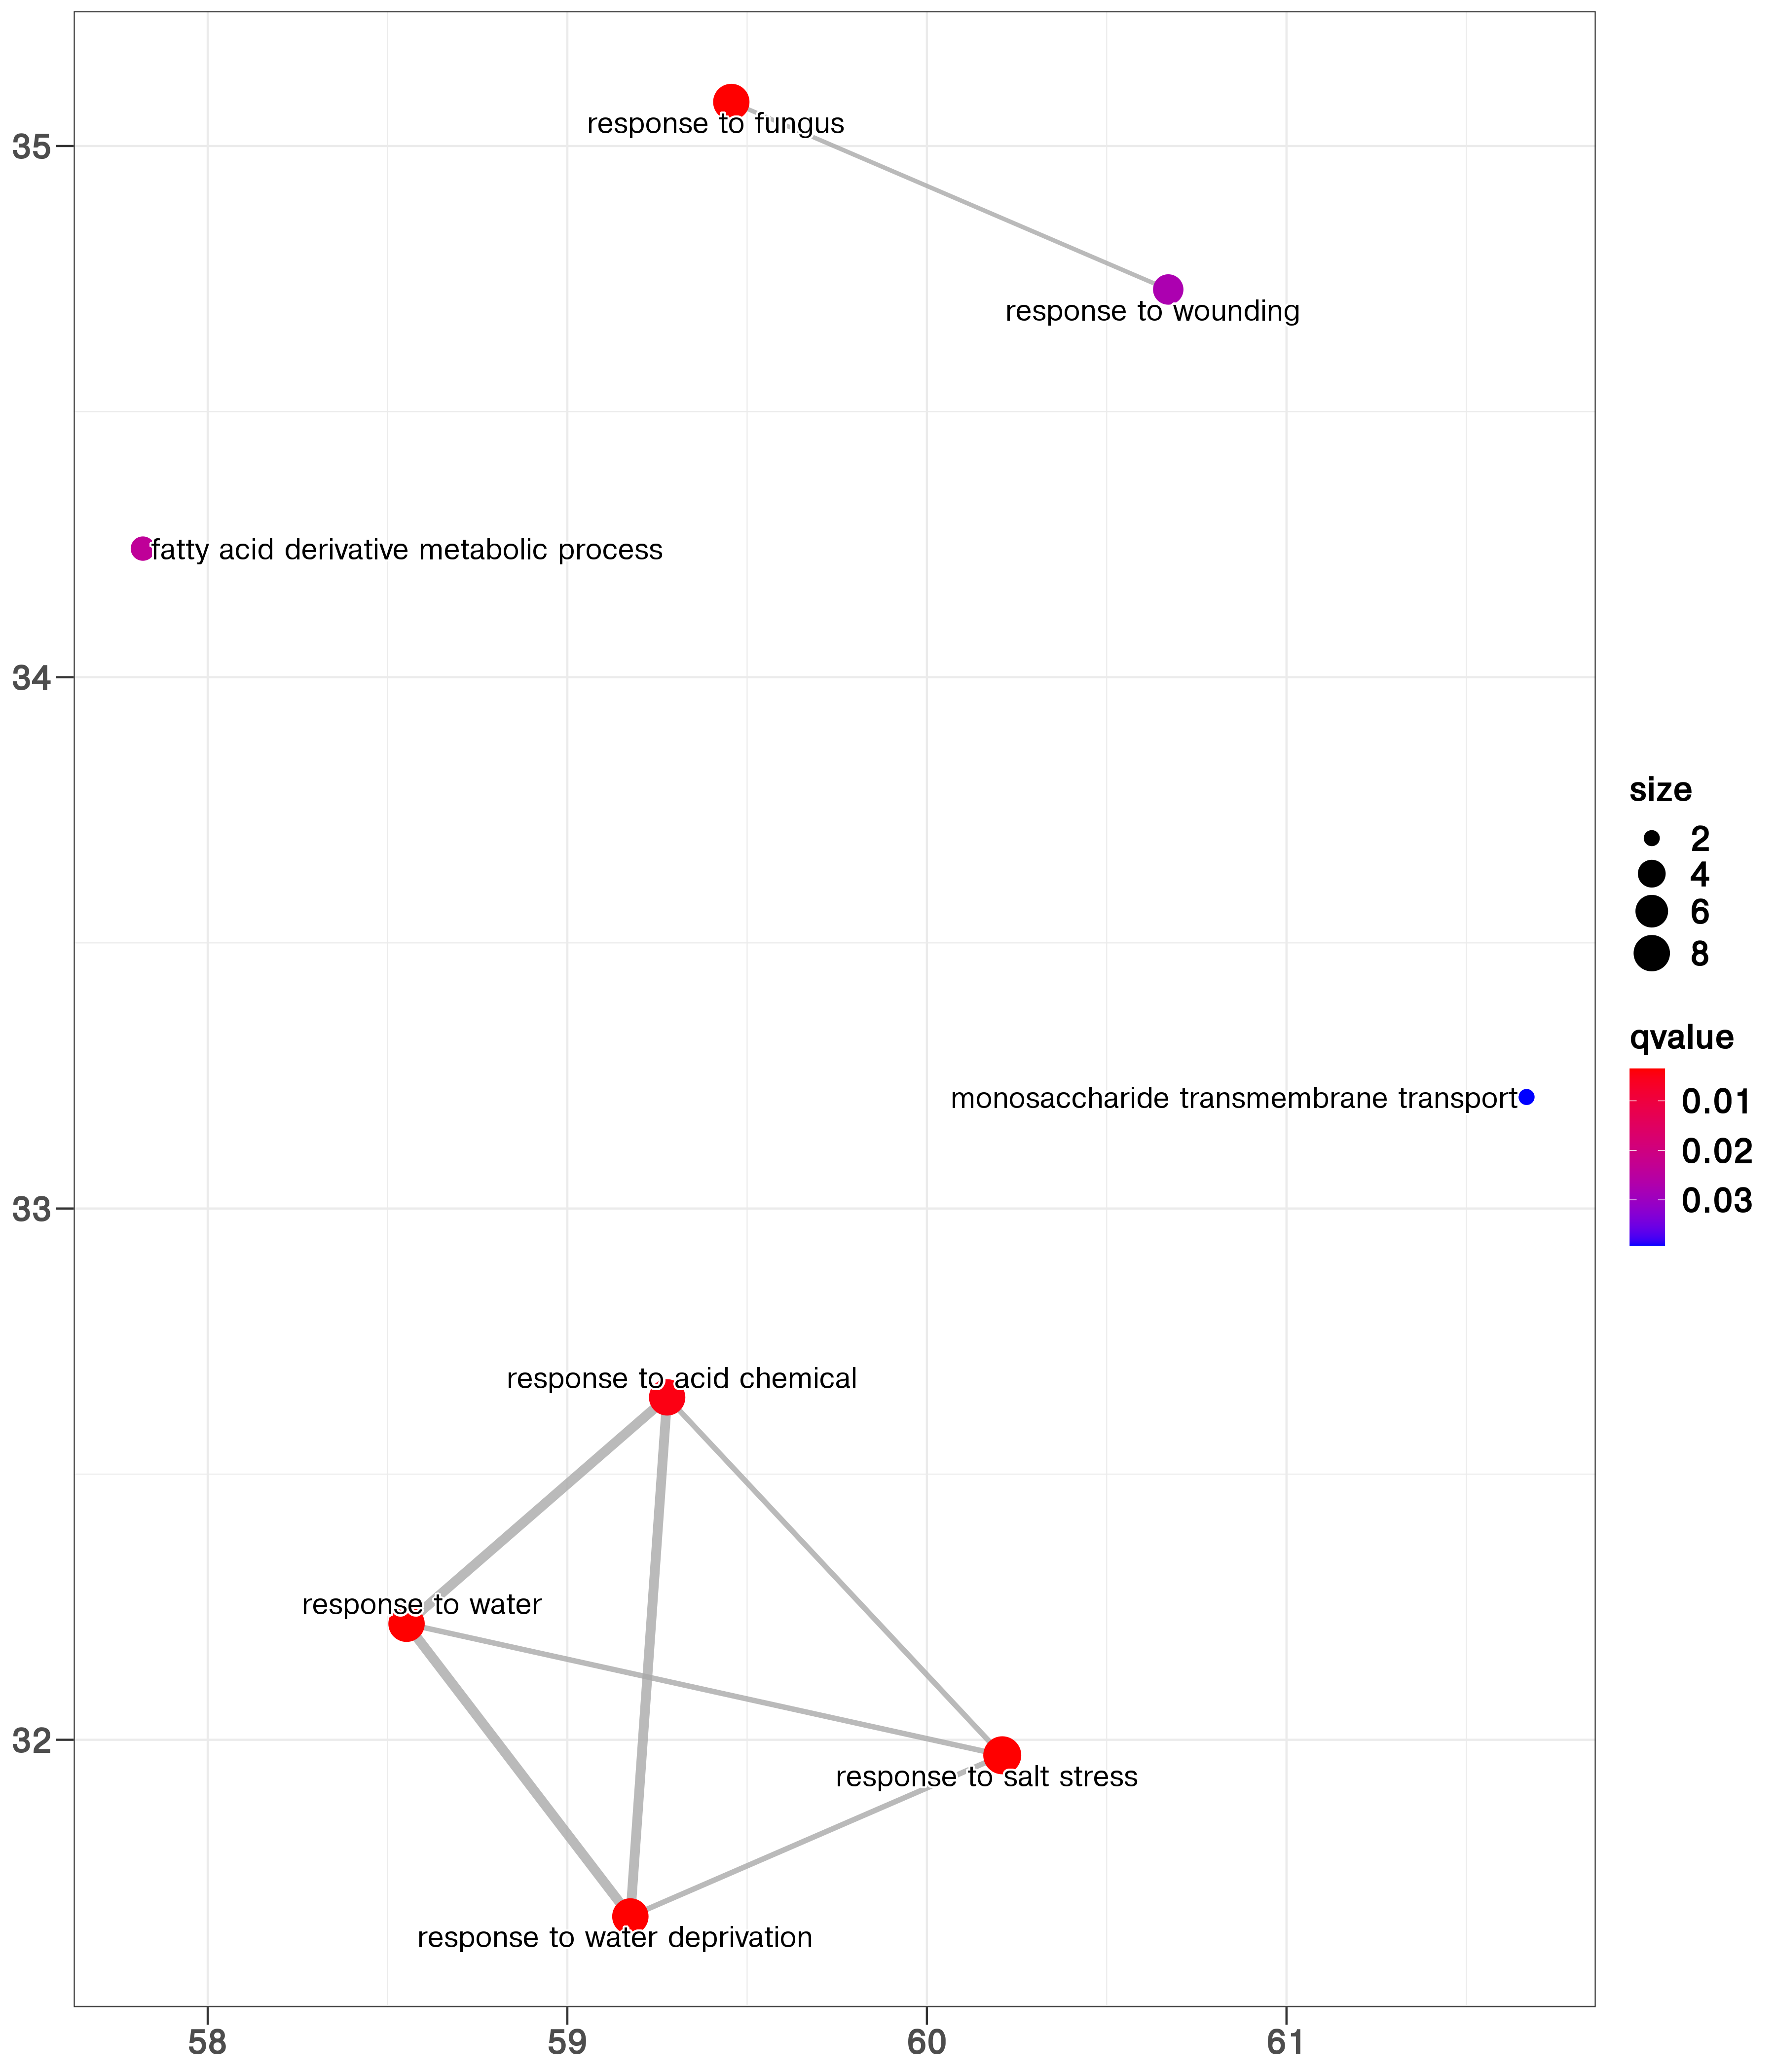 response to fungus
35
response to wounding
fatty acid derivative metabolic process
34
size
2
4
6
8
qvalue
0.01
0.02
0.03
monosaccharide transmembrane transport
33
response to acid chemical
response to water
32
response to salt stress
response to water deprivation
58 59 60 61